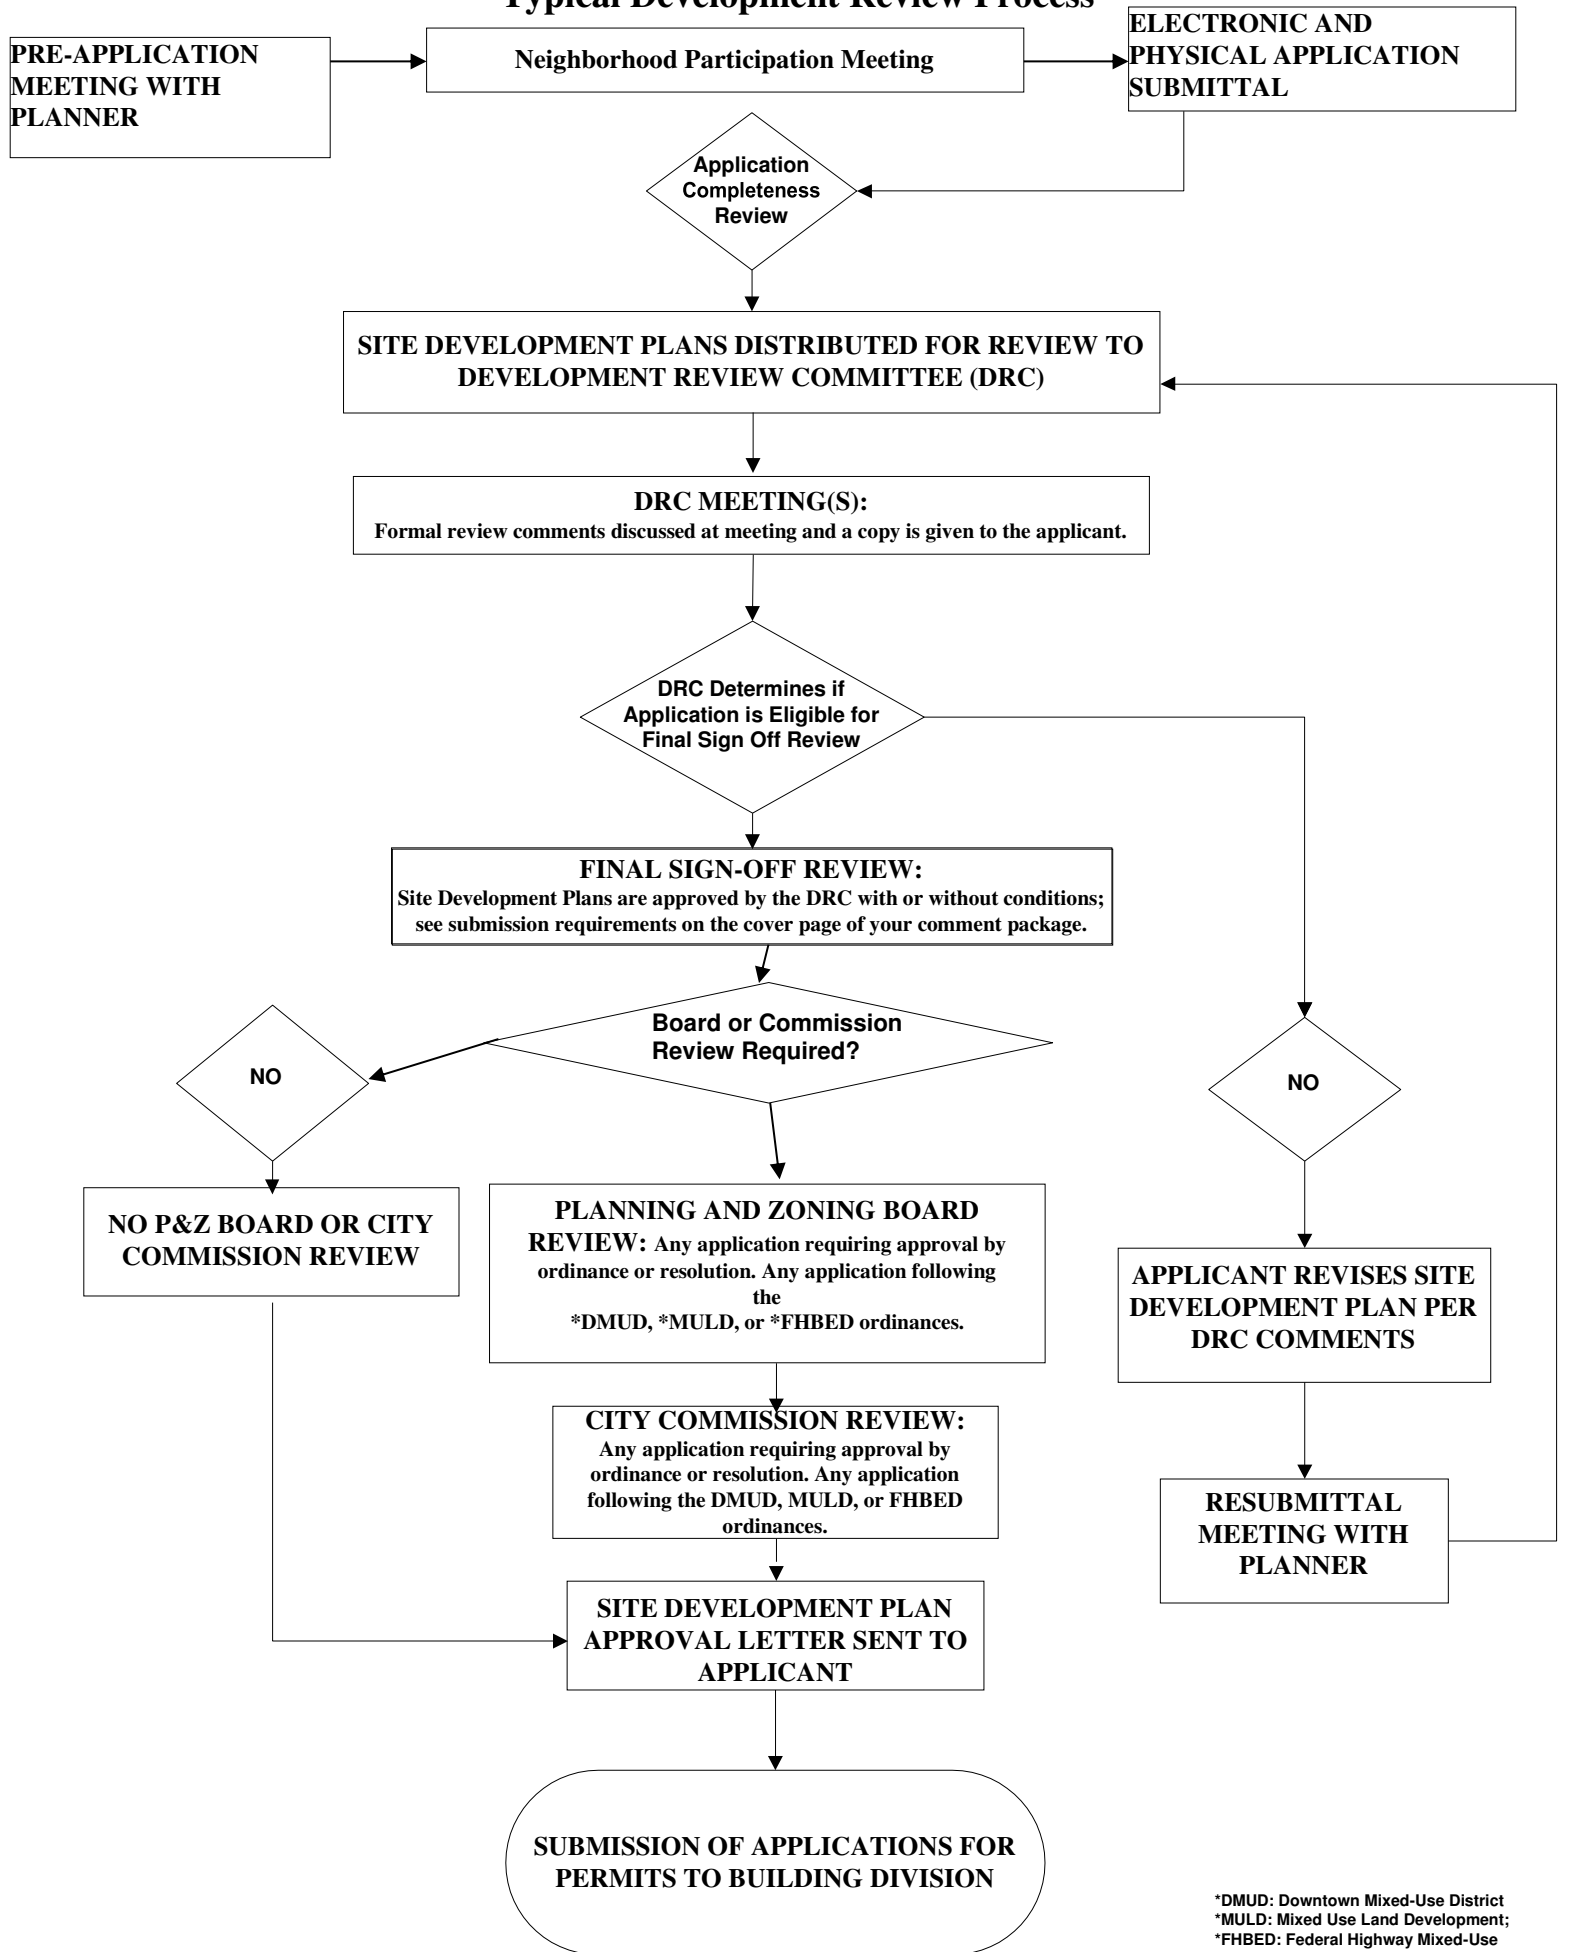 Typical Development Review Process
PRE-APPLICATION
MEETING WITH
PLANNER
Neighborhood Participation Meeting
ELECTRONIC AND
PHYSICAL APPLICATION
SUBMITTAL
Application
Completeness
Review
SITE DEVELOPMENT PLANS DISTRIBUTED FOR REVIEW TO
DEVELOPMENT REVIEW COMMITTEE (DRC)
DRC MEETING(S):
Formal review comments discussed at meeting and a copy is given to the applicant.
DRC Determines if
Application is Eligible for
Final Sign Off Review
FINAL SIGN-OFF REVIEW:
Site Development Plans are approved by the DRC with or without conditions;
see submission requirements on the cover page of your comment package.
Board or Commission
Review Required?
NO
NO
NO P&Z BOARD OR CITY
COMMISSION REVIEW
PLANNING AND ZONING BOARD
REVIEW: Any application requiring approval by
ordinance or resolution. Any application following
the
*DMUD, *MULD, or *FHBED ordinances.
APPLICANT REVISES SITE
DEVELOPMENT PLAN PER
DRC COMMENTS
CITY COMMISSION REVIEW:
Any application requiring approval by
ordinance or resolution. Any application
following the DMUD, MULD, or FHBED
ordinances.
RESUBMITTAL
MEETING WITH
PLANNER
SITE DEVELOPMENT PLAN
APPROVAL LETTER SENT TO
APPLICANT
SUBMISSION OF APPLICATIONS FOR
PERMITS TO BUILDING DIVISION
*DMUD: Downtown Mixed-Use District
*MULD: Mixed Use Land Development;
*FHBED: Federal Highway Mixed-Use